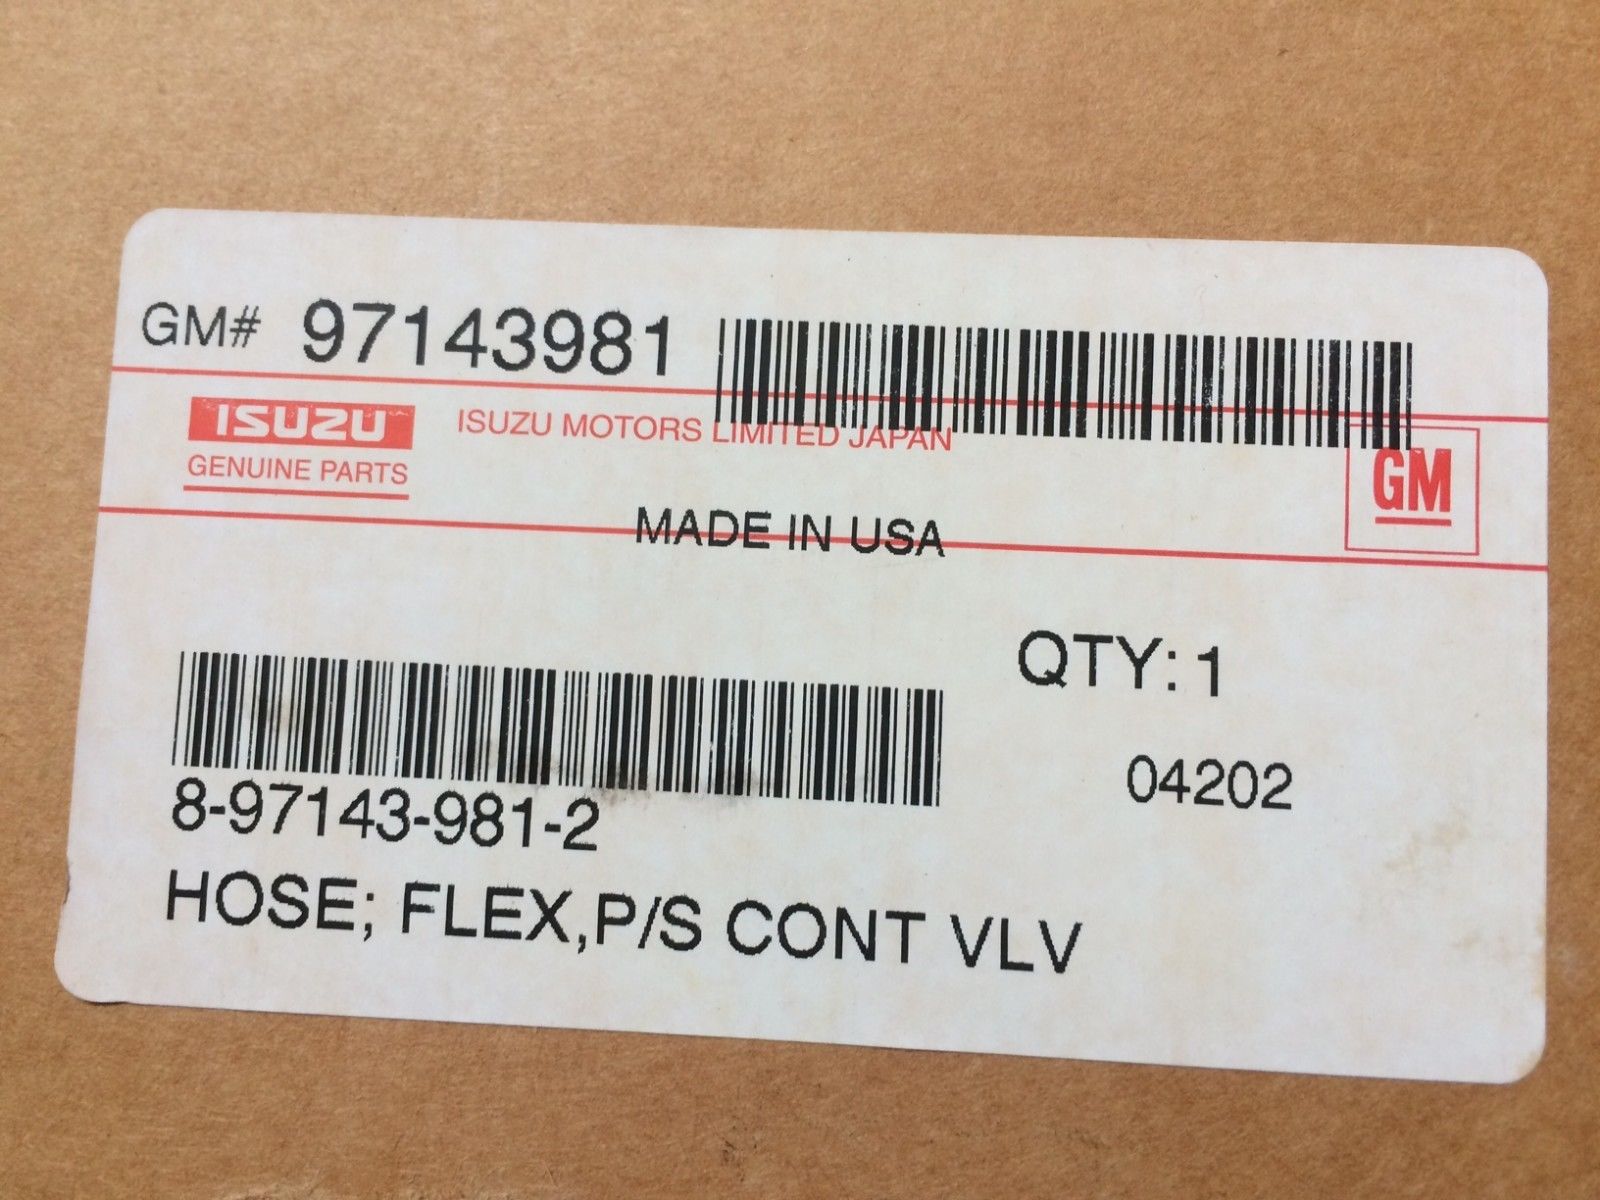 GM# 97143981
ISUZU
GENUINE PARTS
ISUZU MOTORS LIMITED JAPAN
GM
MADE IN USA
QTY: 1
04202
8-97143-981-2
HOSE; FLEX,P/S CONT VLV